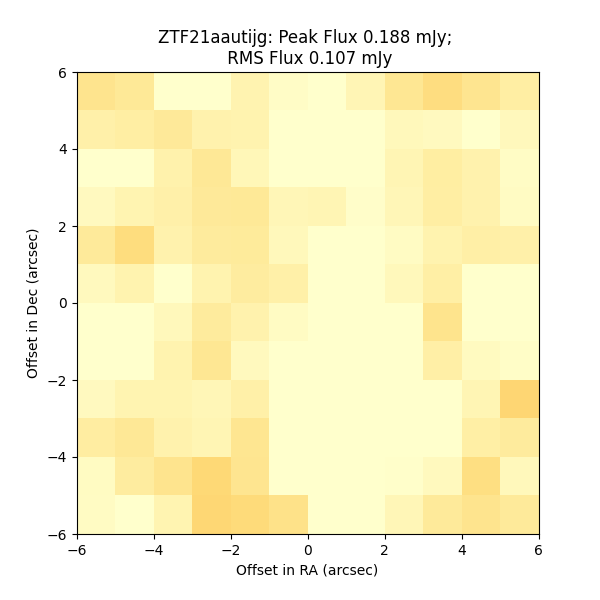 ZTF21aautijg: Peak Flux 0.188 mJy;
RMS Flux 0.107 mJy
6
4
2
0
−2
−4
−6
Offset in Dec (arcsec)
−6 −4 −2 0 2 4 6
Offset in RA (arcsec)